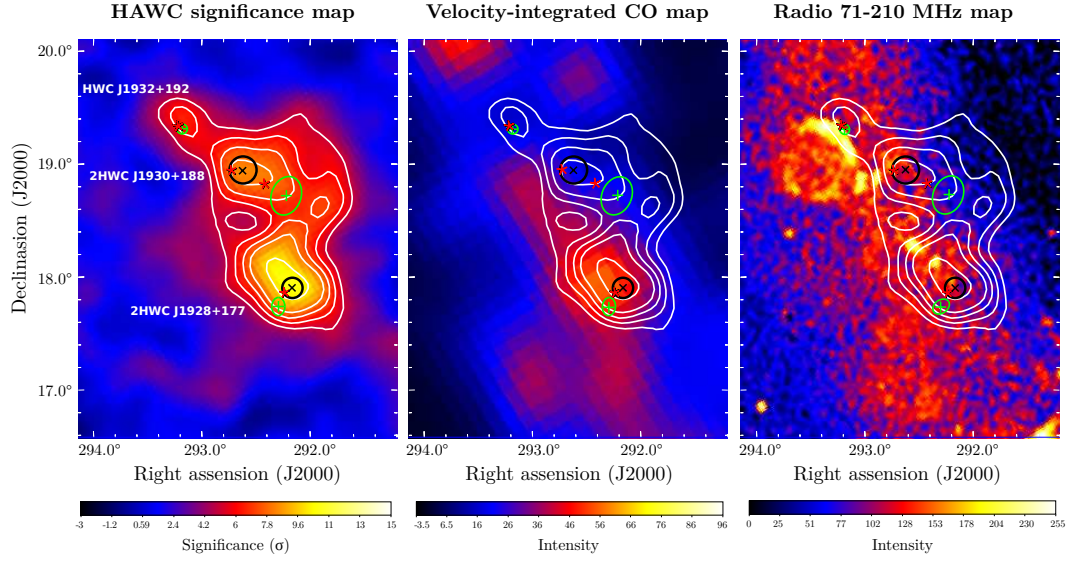 HAWC significance map
Velocity-integrated CO map
Radio 71-210 MHz map
Declinasion (J2000)
20.0°
19.0°
18.0°
17.0°
HWC J1932+192
2HWC J1930+188
2HWC J1928+177
294.0° 293.0° 292.0°
294.0° 293.0° 292.0°
294.0° 293.0° 292.0°
Right assension (J2000)
Right assension (J2000)
Right assension (J2000)
-3 -1.2 0.59 2.4 4.2 6 7.8 9.6 11 13 15
Significance (σ)
-3.5 6.5 16 26 36 46 56 67 77 86 96
Intensity
0 25 51 77 102 128 153 178 204 230 255
Intensity